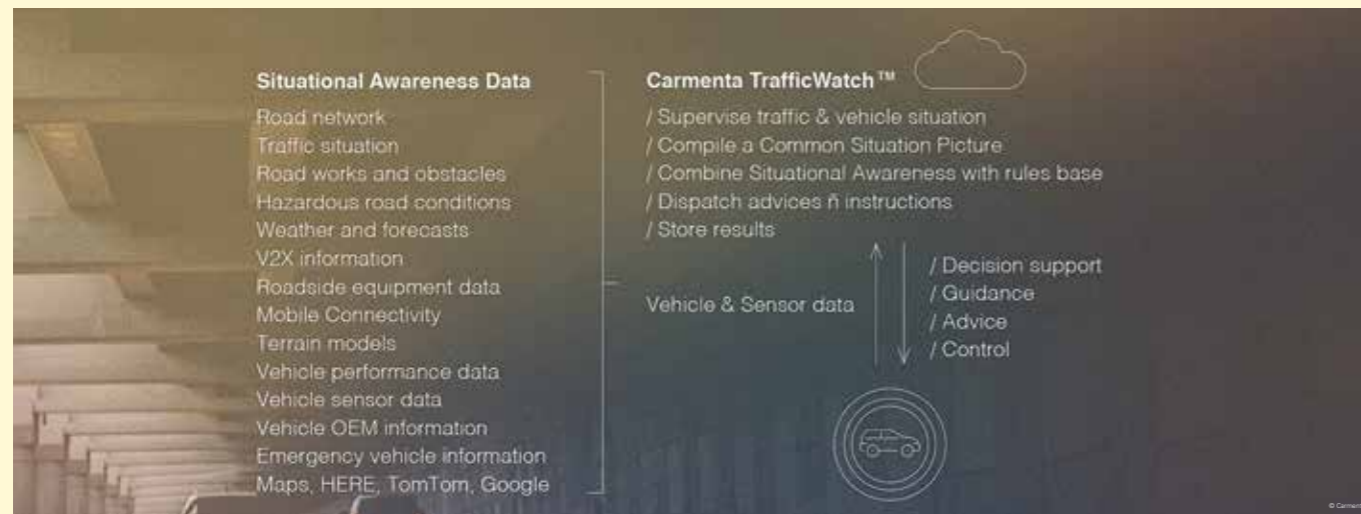 Situational Awareness Data
Road network
Traffic situation
Road works and obstacles
Hazardous road conditions
Weather and forecasts
V2X information
Roadside equipment data
Mobile Connectivity
Terrain models
Vehicle performance data
Vehicle sensor data
Vehicle OEM information
Emergency vehicle information
Maps, HERE, TomTom, Google
Carmenta TrafficWatch™
/ Supervise traffic & vehicle situation
/ Compile a Common Situation Picture
/ Combine Situational Awareness with rules base
/ Dispatch advices ñ instructions
/ Store results
Vehicle & Sensor data
/ Decision support
/ Guidance
/ Advice
/ Control
© Carmenta